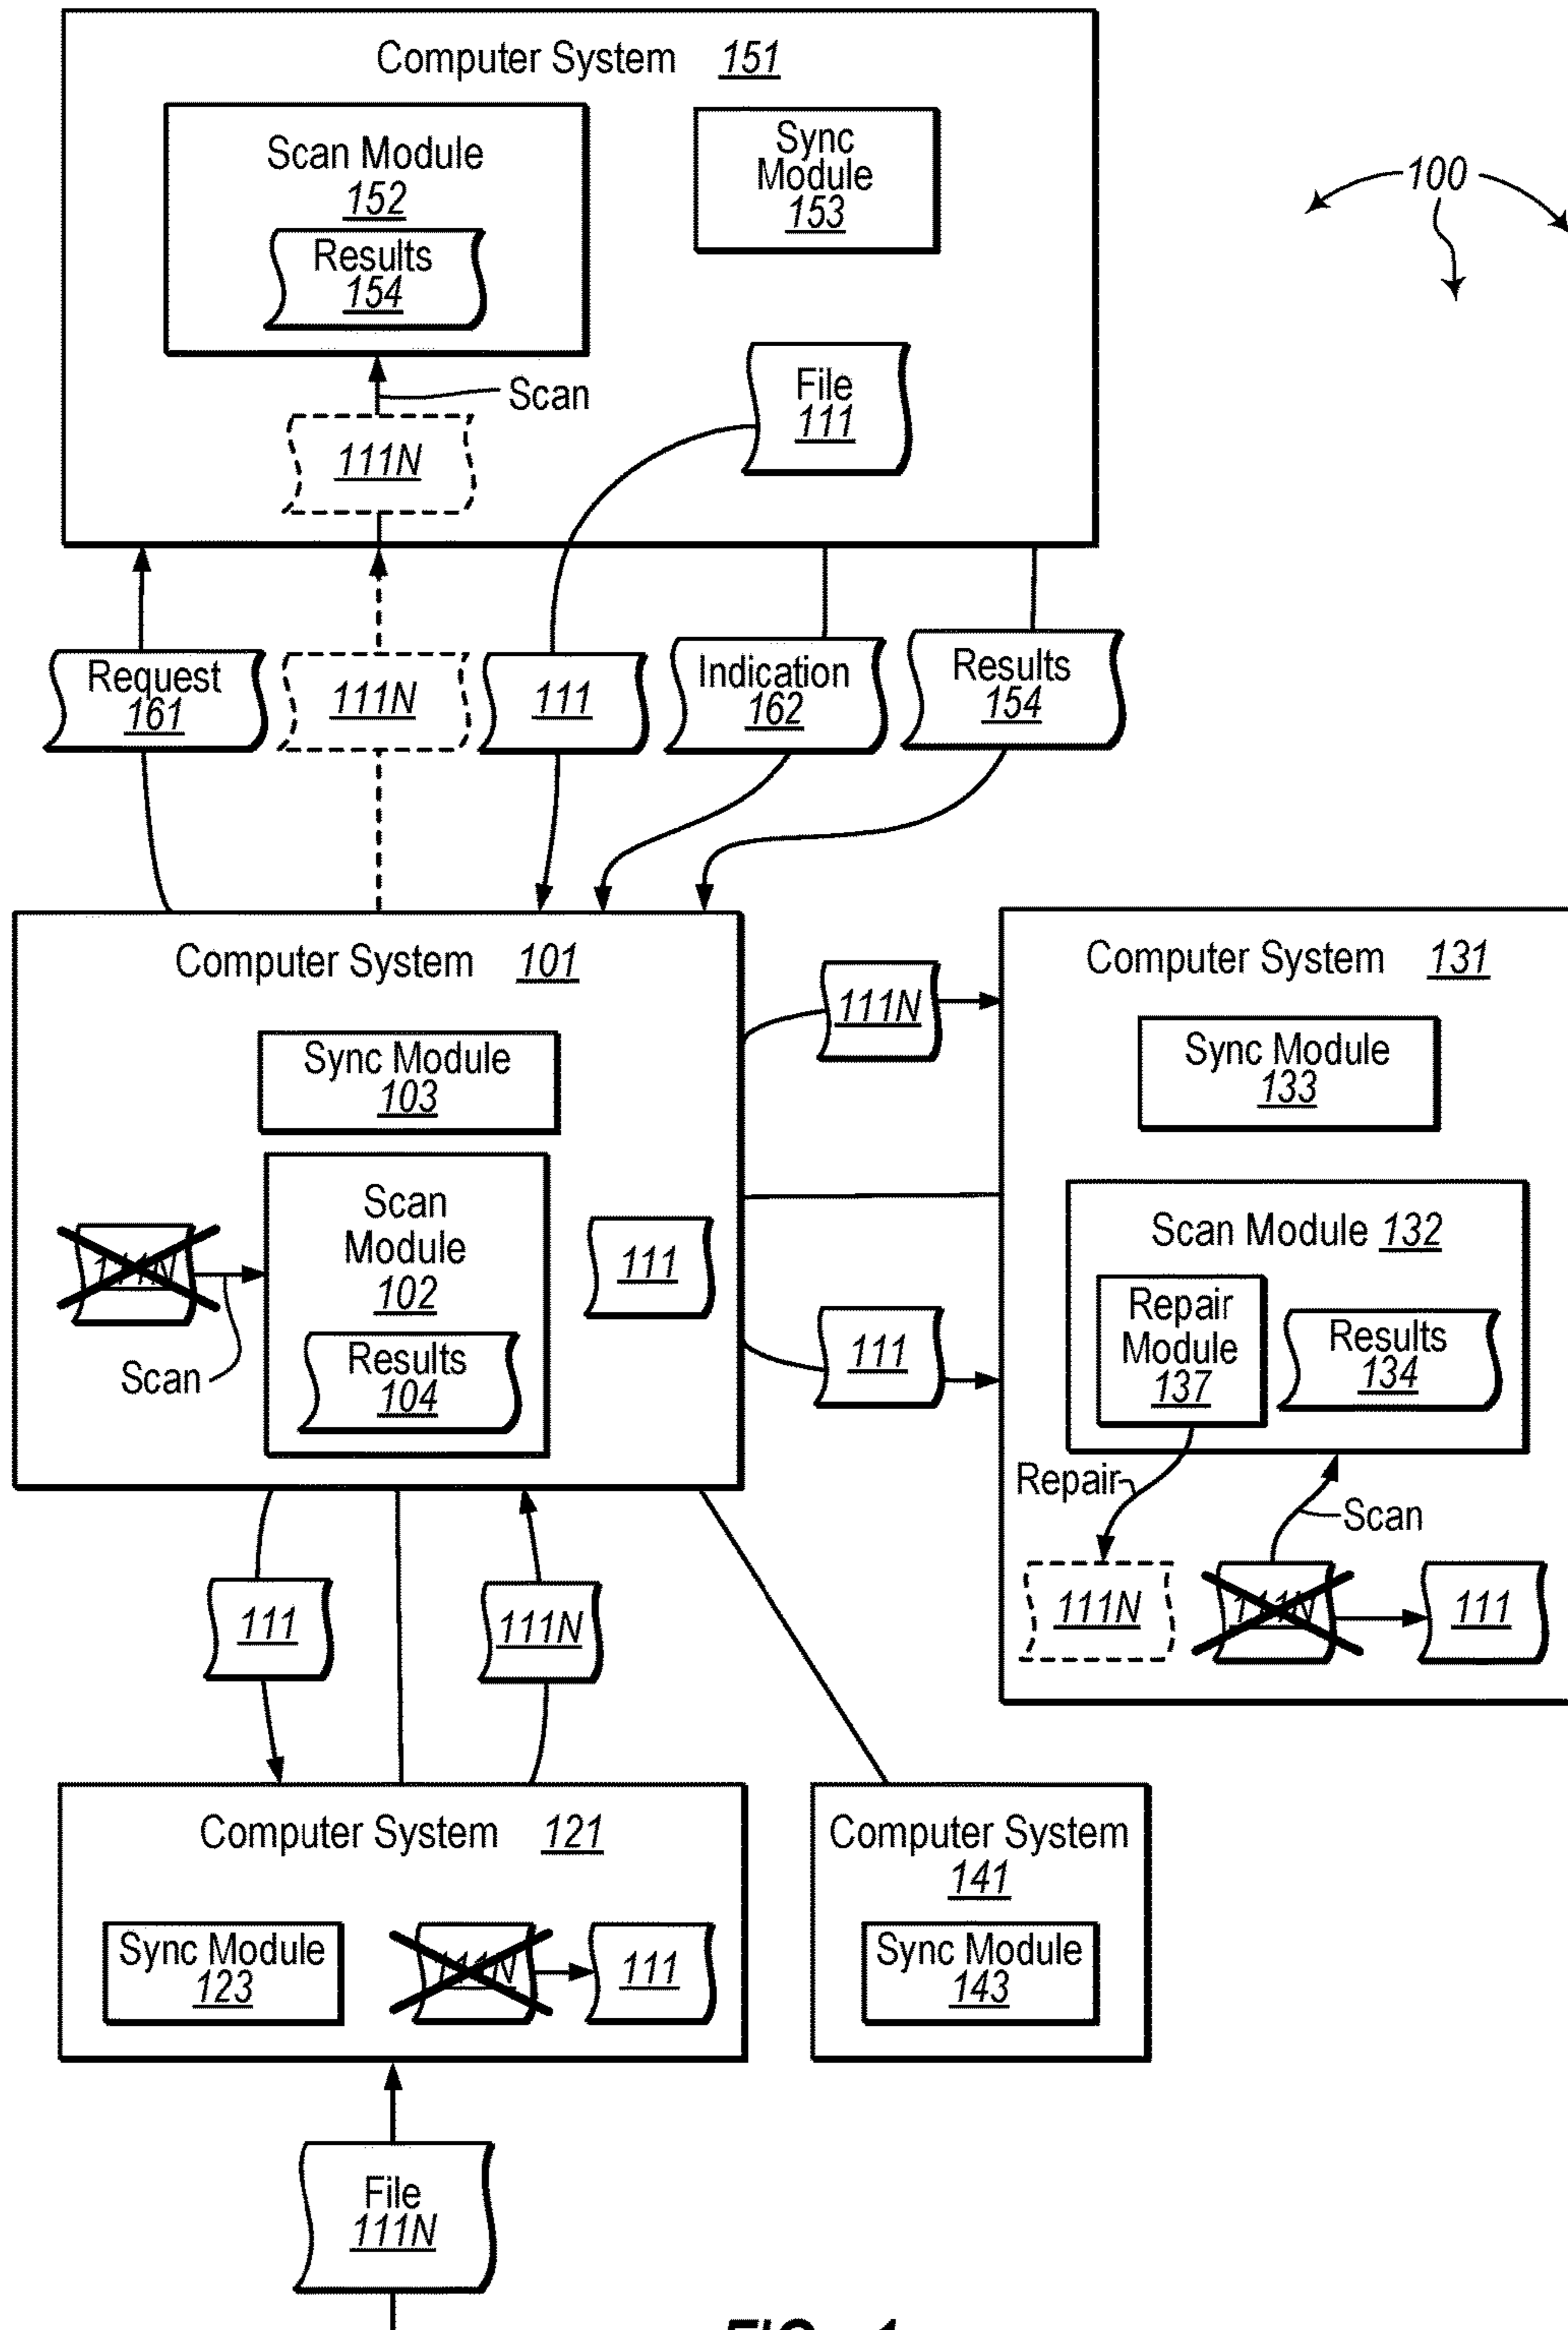 Computer System 151
Scan Module
152
Results
154
Sync
Module
153
100
Scan
111N
File
111
Request
161
111N
111
Indication
162
Results
154
Computer System 101
Sync Module
103
Scan
Module
102
Results
104
111N
Scan
111
111N
111
Computer System 131
Sync Module
133
Scan Module 132
Repair
Module
137
Results
134
Repair
Scan
111N
111N
111
111
111N
Computer System 121
Sync Module
123
111N
111
Computer System
141
Sync Module
143
File
111N